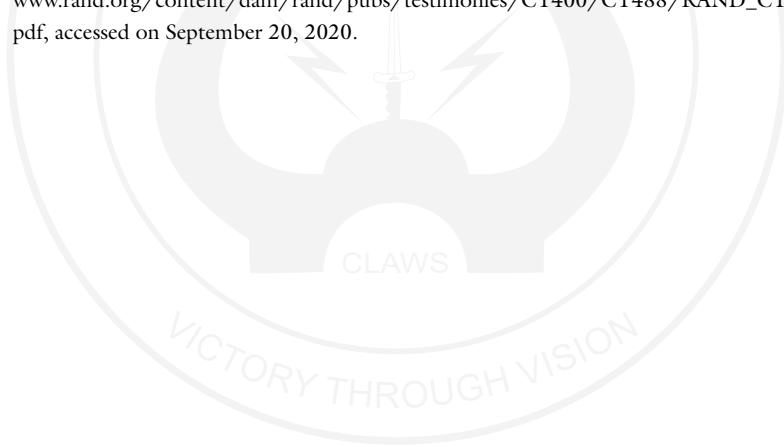 www.rand.org/content/dam/rand/pubs/testimonies/CT400/CT488/RAND_CT
pdf, accessed on September 20, 2020.
CLAWS
VICTORY THROUGH VISION